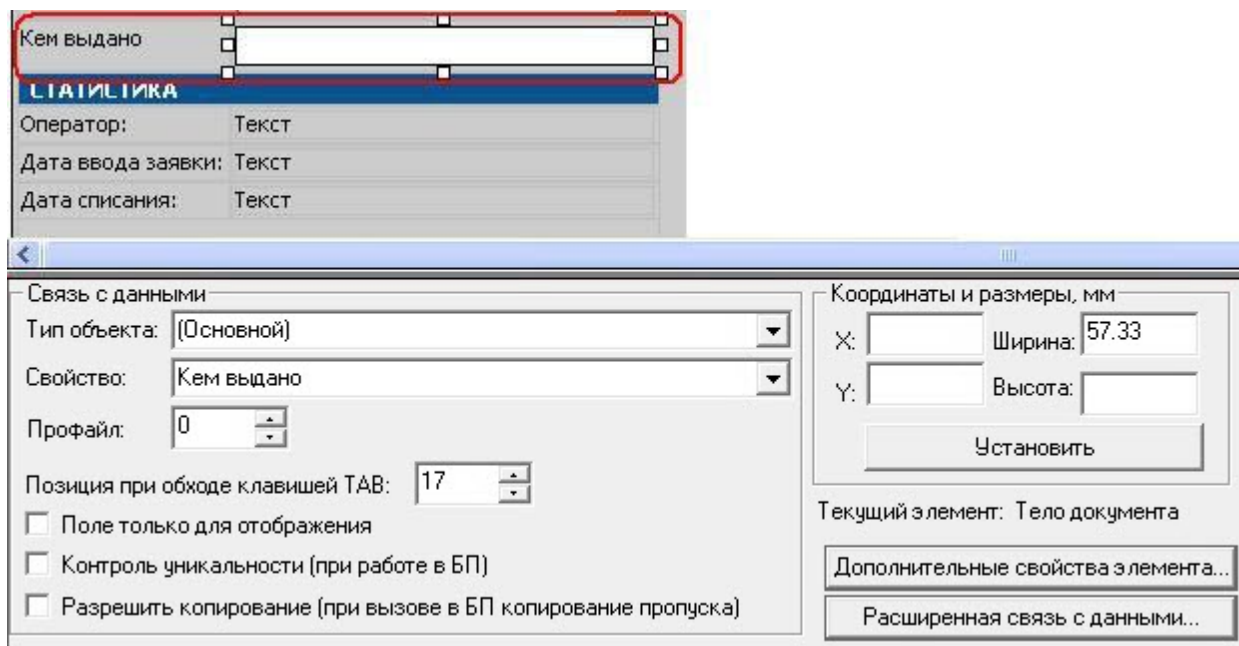 Кем выдано
СТАТИСТИКА
Оператор: Текст
Дата ввода заявки: Текст
Дата списания: Текст
Связь с данными
Тип объекта: (Основной)
Свойство: Кем выдано
Профайл: 0
Позиция при обходе клавишей TAB: 17
Поле только для отображения
Контроль уникальности (при работе в БП)
Разрешить копирование (при вызове в БП копирование пропуска)
Координаты и размеры, мм
X: Ширина: 57.33
Y: Высота:
Установить
Текущий элемент: Тело документа
Дополнительные свойства элемента...
Расширенная связь с данными...